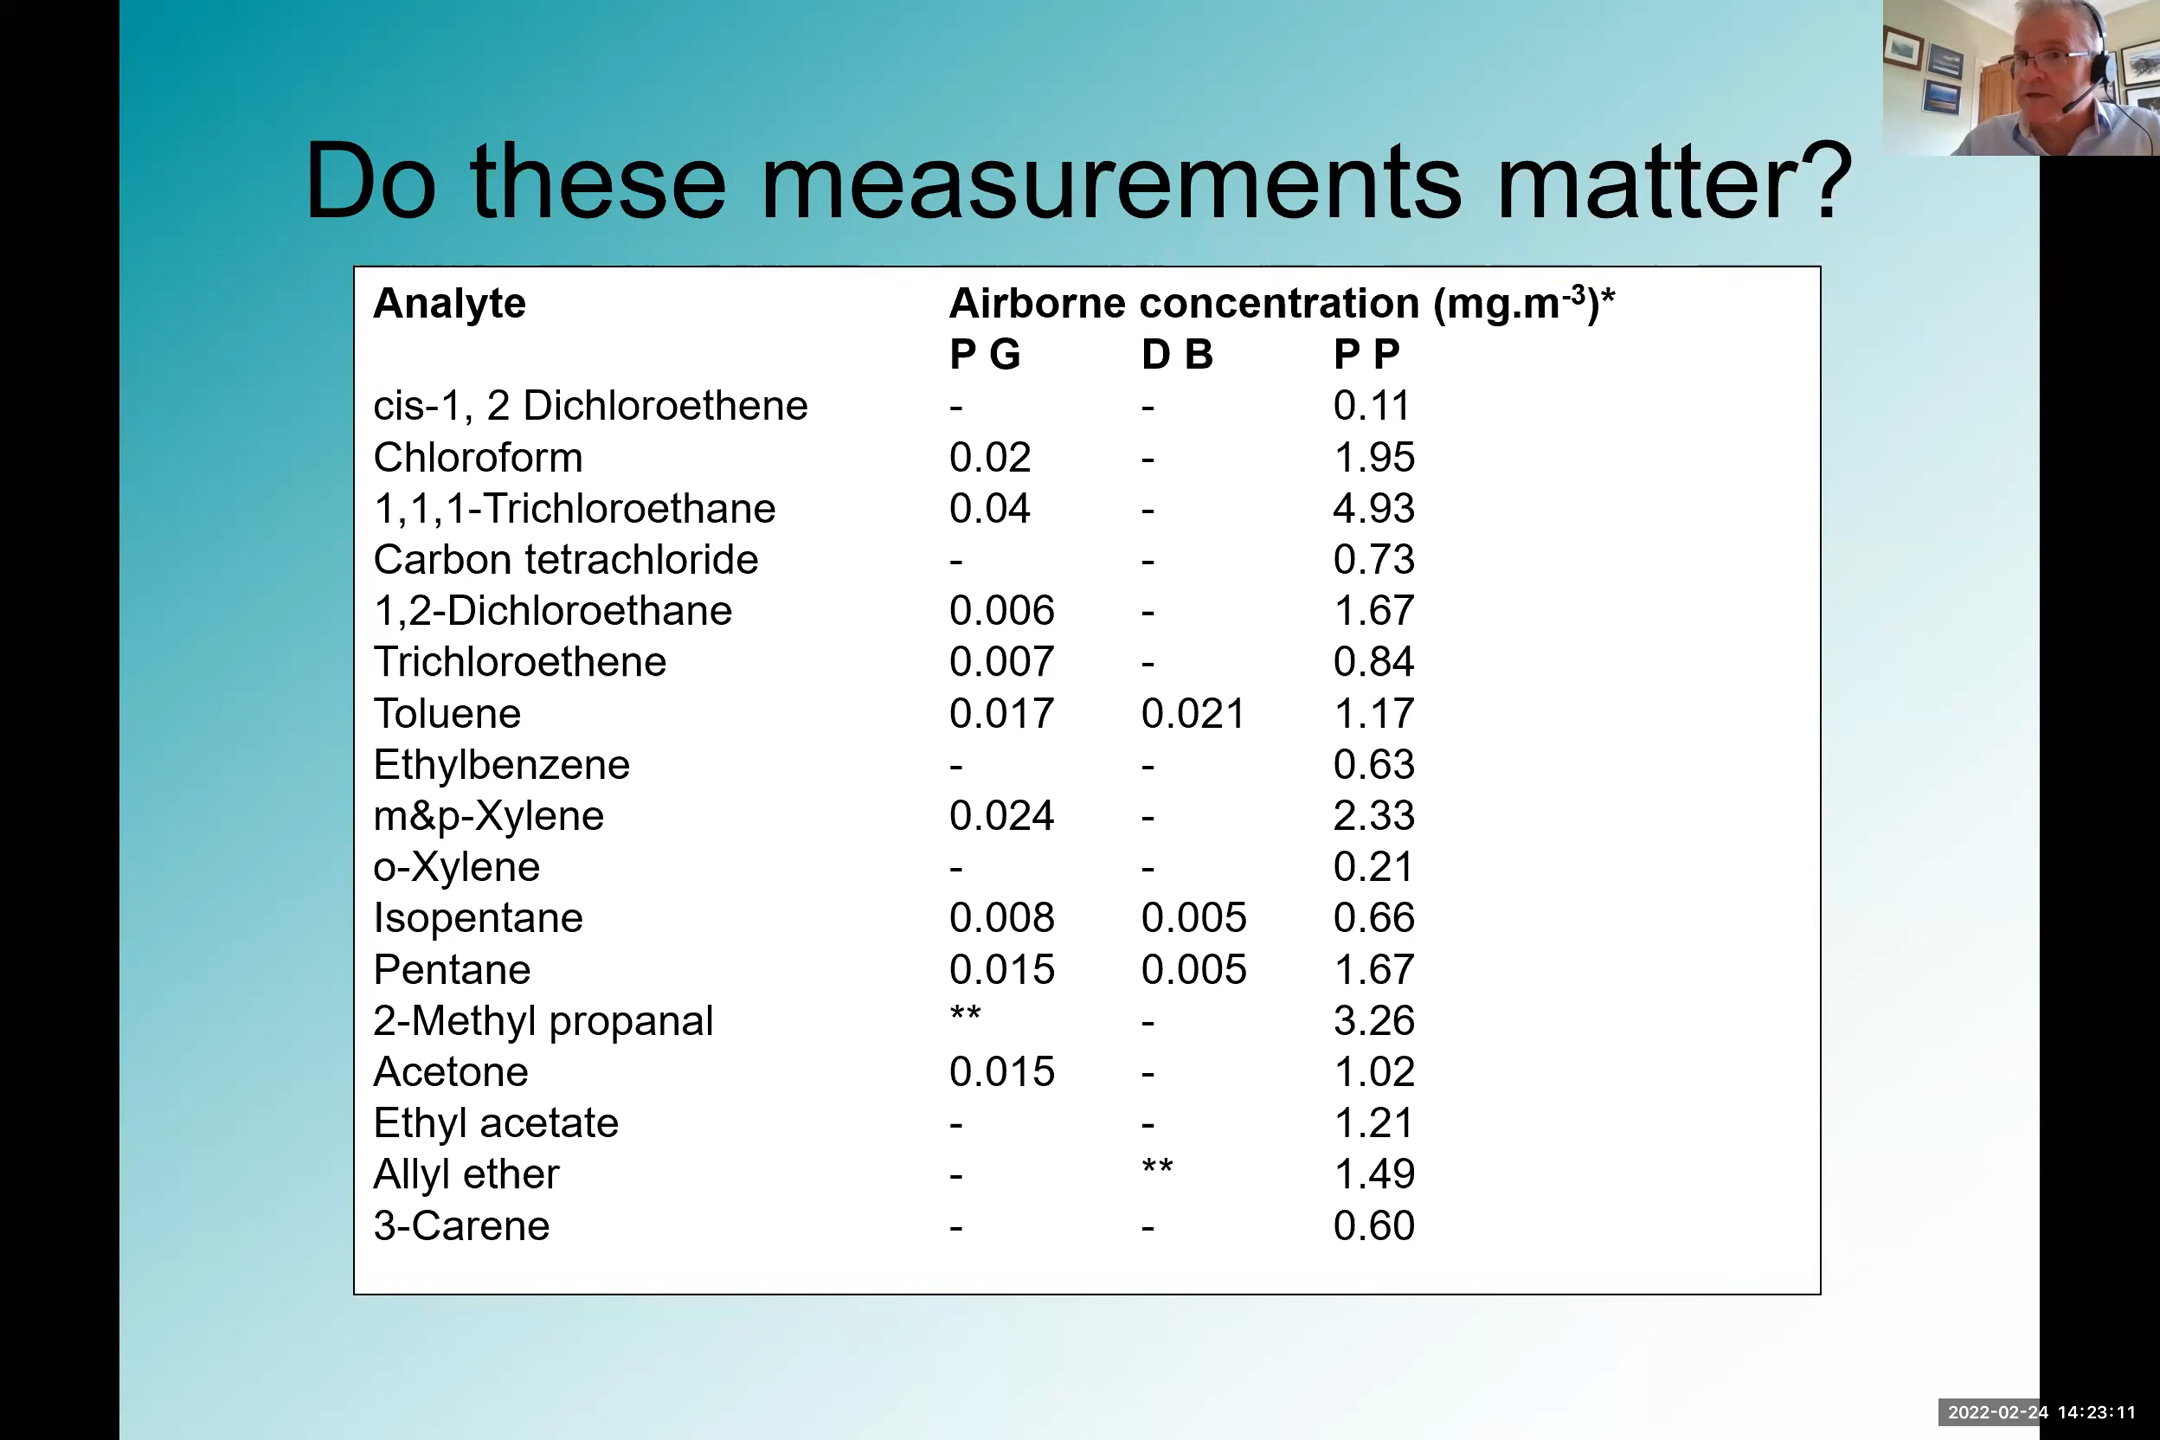 Do these measurements matter?
Analyte Airborne concentration (mg.m-3)*
P G D B P P
cis-1, 2 Dichloroethene - - 0.11
Chloroform 0.02 - 1.95
1,1,1-Trichloroethane 0.04 - 4.93
Carbon tetrachloride - - 0.73
1,2-Dichloroethane 0.006 - 1.67
Trichloroethene 0.007 - 0.84
Toluene 0.017 0.021 1.17
Ethylbenzene - - 0.63
m&p-Xylene 0.024 - 2.33
o-Xylene - - 0.21
Isopentane 0.008 0.005 0.66
Pentane 0.015 0.005 1.67
2-Methyl propanal ** - 3.26
Acetone 0.015 - 1.02
Ethyl acetate - - 1.21
Allyl ether - ** 1.49
3-Carene - - 0.60
2022-02-24 14:23:11